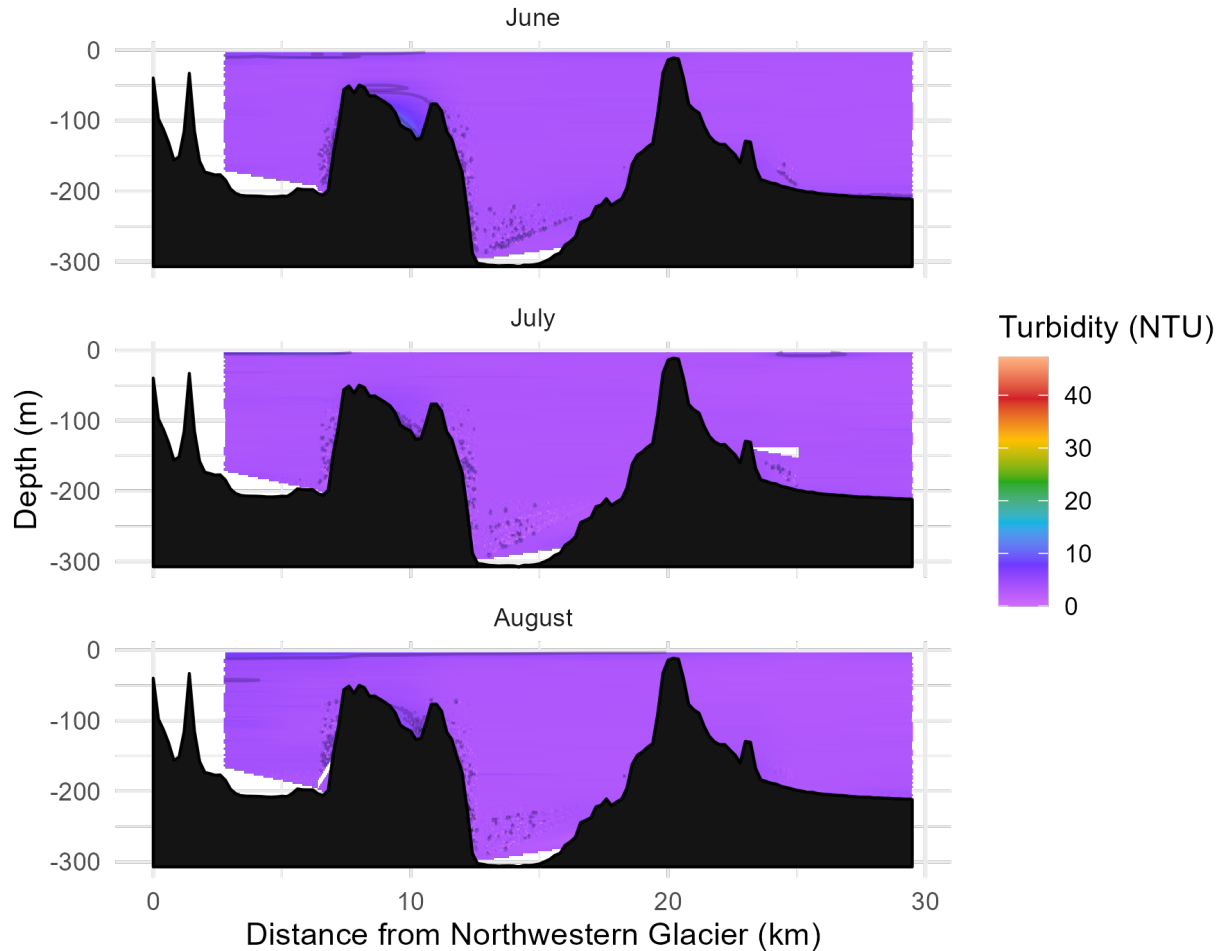 June
0
-100
-200
-300
July
0
-100
-200
-300
August
0
-100
-200
-300
0 10 20 30
Depth (m)
Distance from Northwestern Glacier (km)
Turbidity (NTU)
40
30
20
10
0